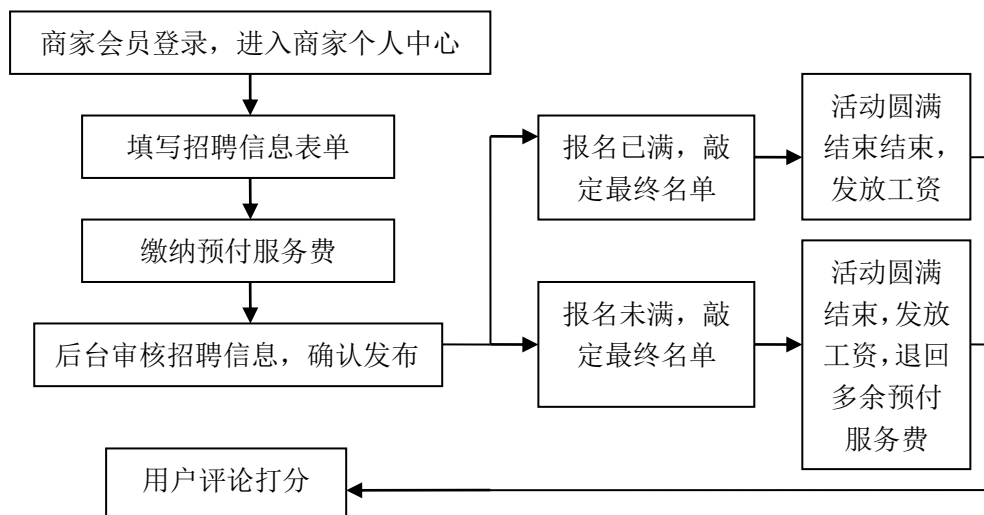 商家会员登录，进入商家个人中心
填写招聘信息表单
缴纳预付服务费
后台审核招聘信息，确认发布
报名已满，敲
定最终名单
活动圆满
结束结束，
发放工资
报名未满，敲
定最终名单
活动圆满
结束，发放
工资，退回
多余预付
服务费
用户评论打分